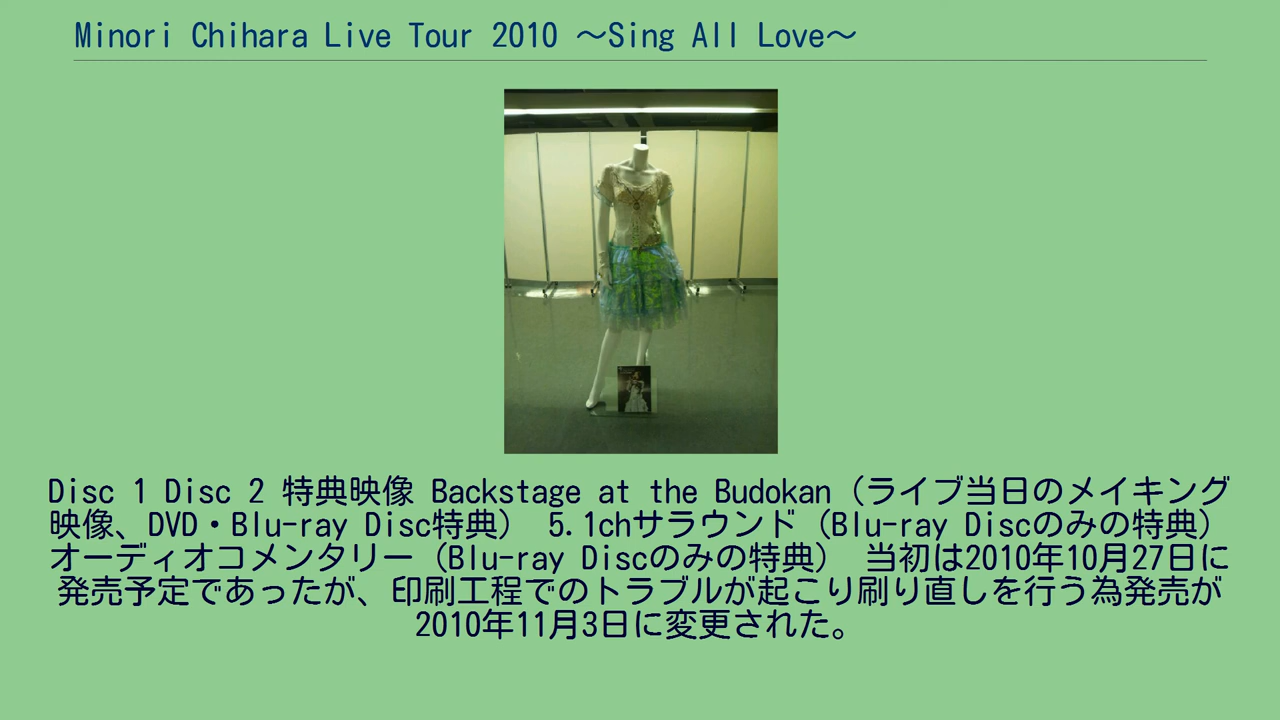 Minori Chihara Live Tour 2010 ～Sing All Love～
Disc 1 Disc 2 特典映像 Backstage at the Budokan（ライブ当日のメイキング
映像、DVD・Blu-ray Disc特典） 5.1chサラウンド（Blu-ray Discのみの特典）
オーディオコメンタリー（Blu-ray Discのみの特典） 当初は2010年10月27日に
発売予定であったが、印刷工程でのトラブルが起こり刷り直しを行う為発売が
2010年11月3日に変更された。